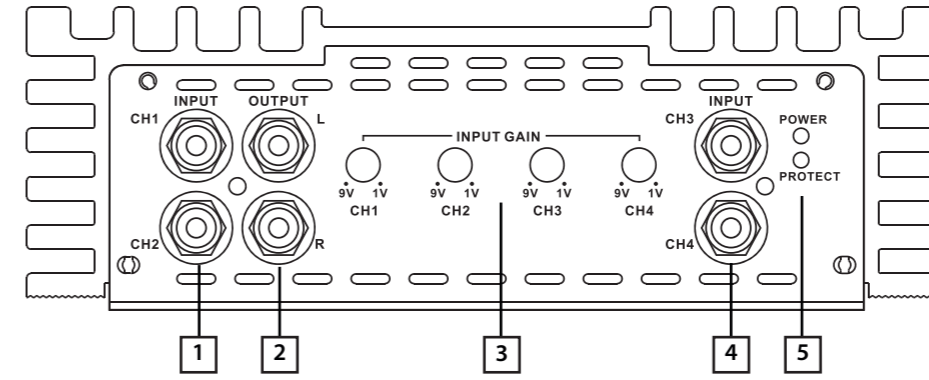 INPUT OUTPUT INPUT
CH1 L CH3 POWER
INPUT GAIN
PROTECT
9V 1V 9V 1V 9V 1V 9V 1V
CH1 CH2 CH3 CH4
CH2 R CH4
1 2 3 4 5